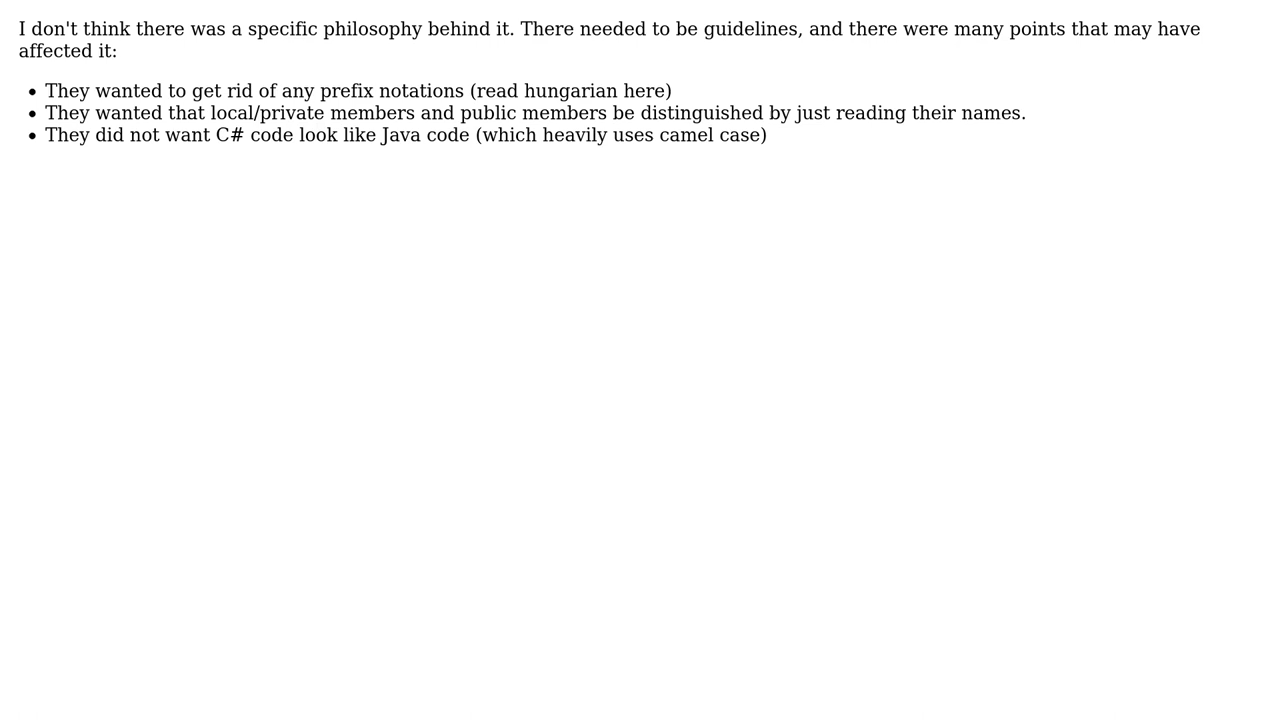 I don't think there was a specific philosophy behind it. There needed to be guidelines, and there were many points that may have
affected it:
• They wanted to get rid of any prefix notations (read hungarian here)
• They wanted that local/private members and public members be distinguished by just reading their names.
• They did not want C# code look like Java code (which heavily uses camel case)